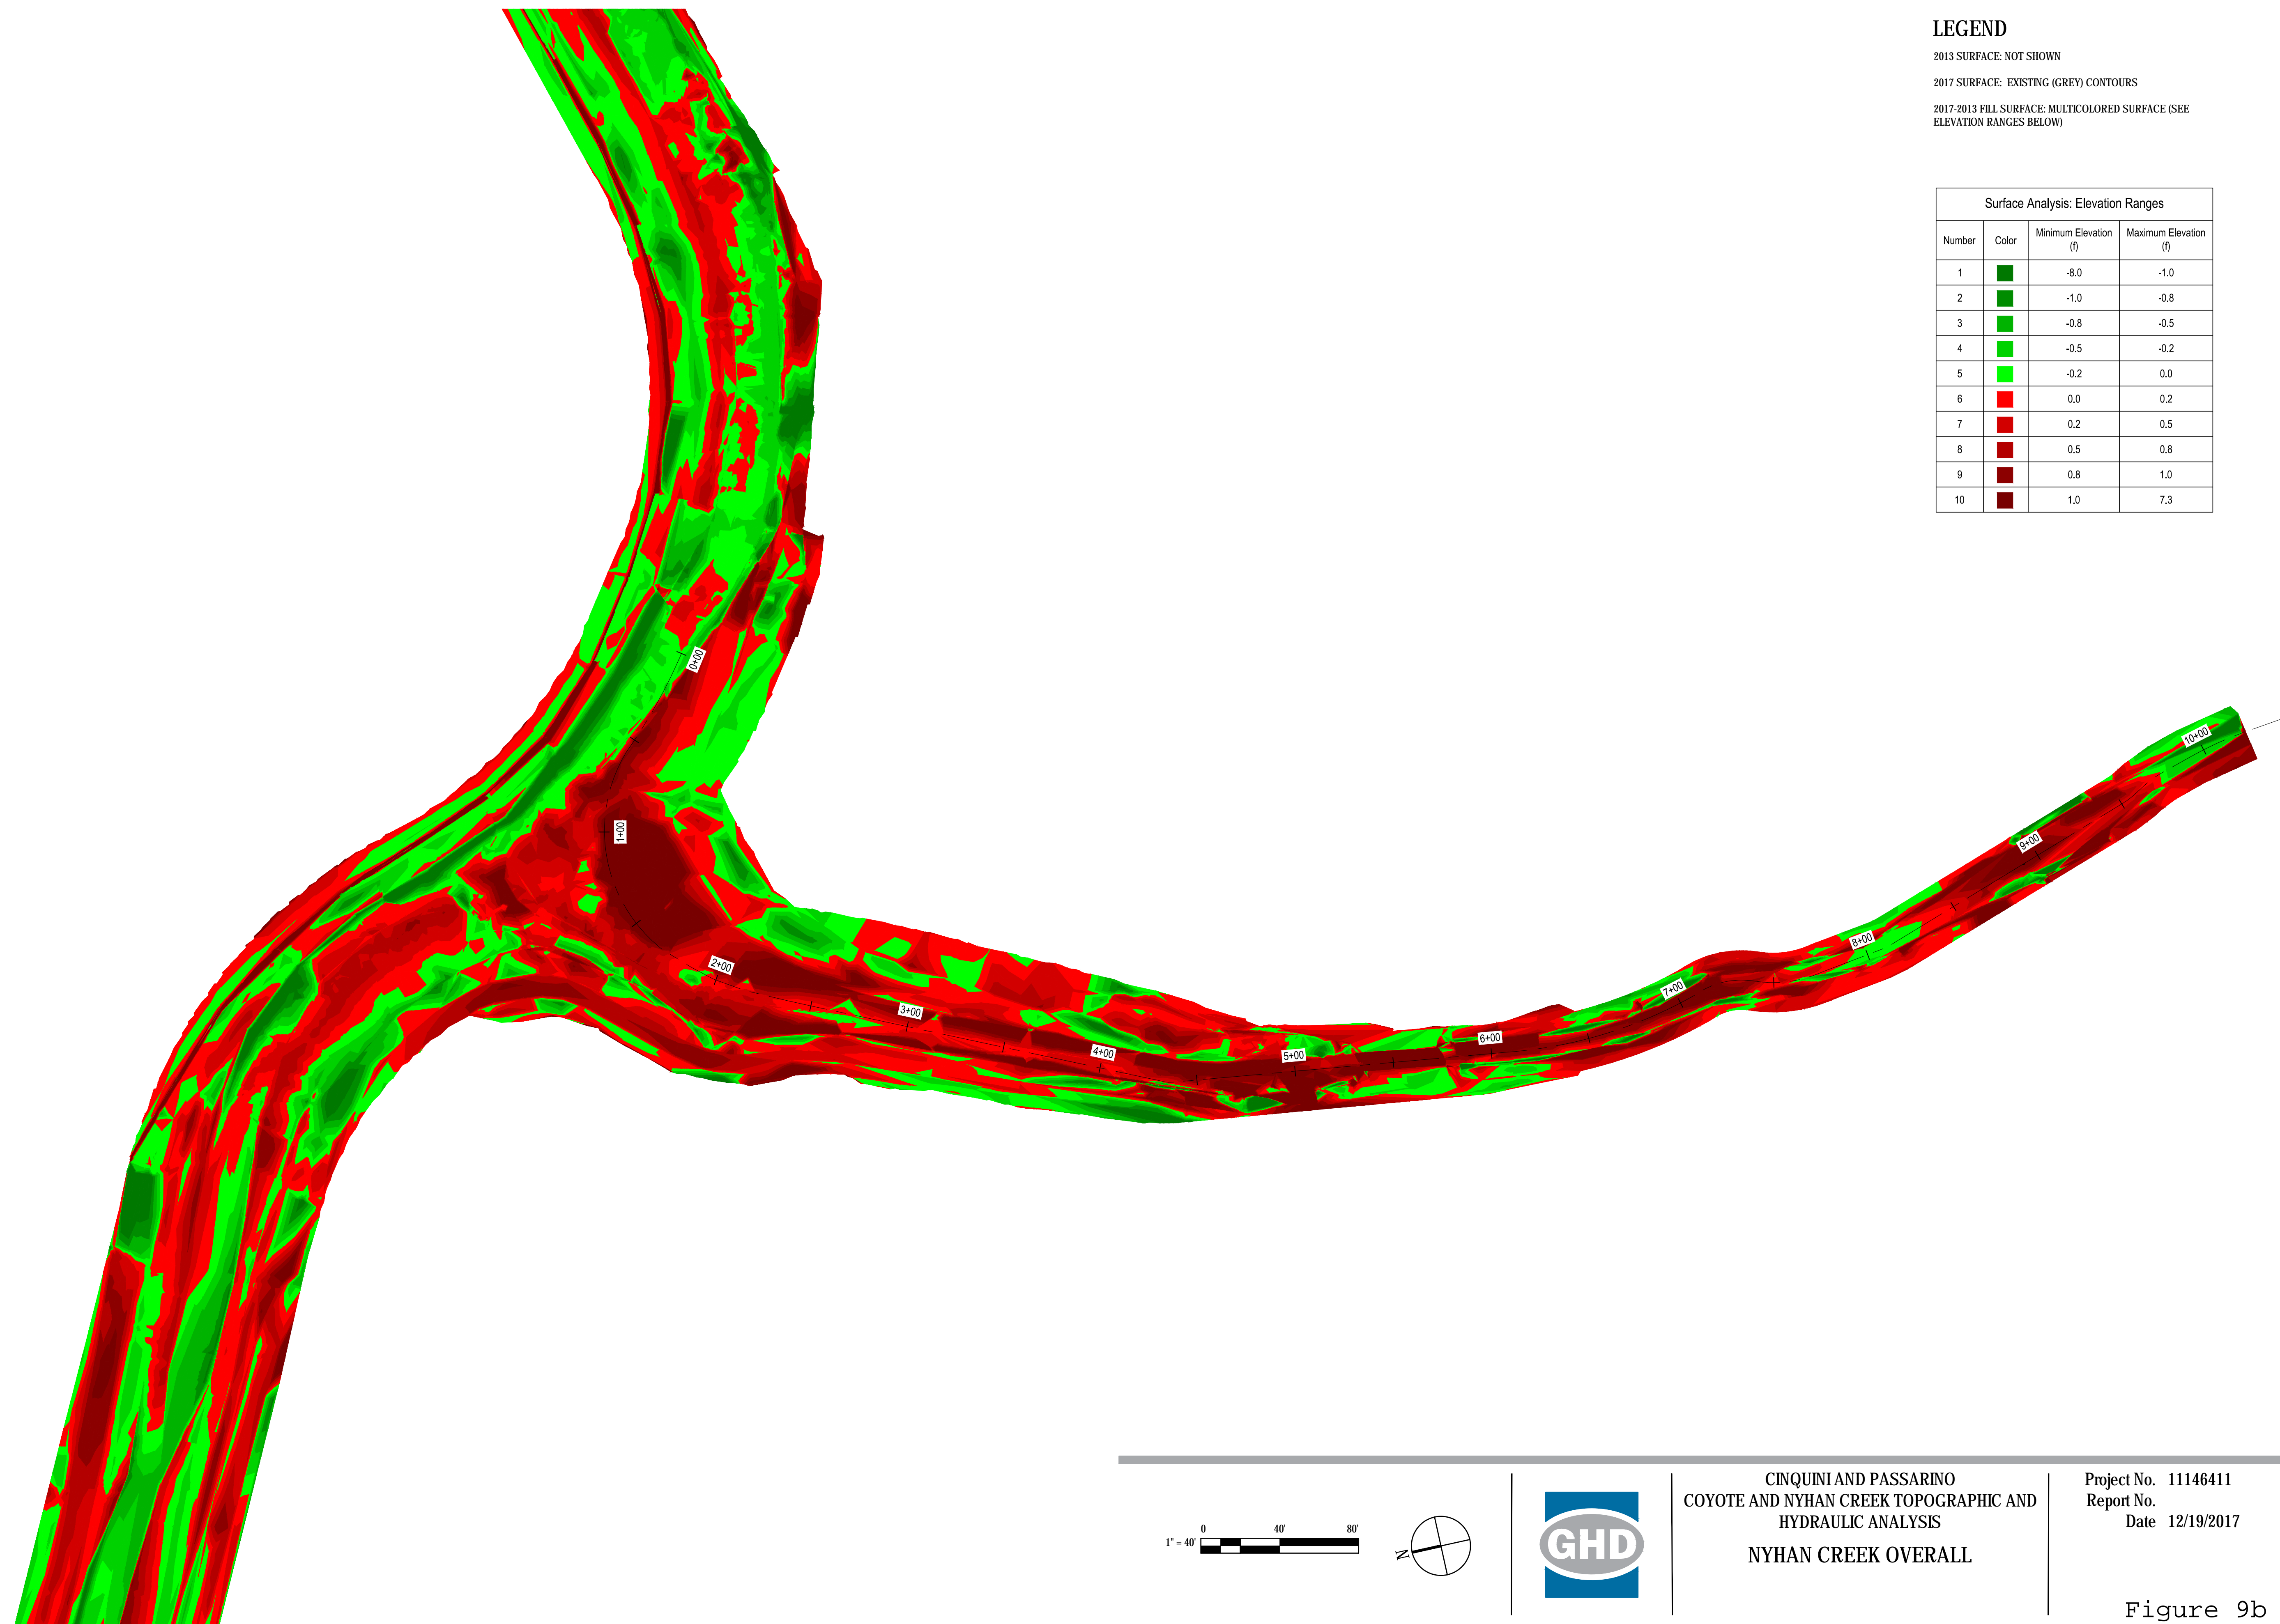 LEGEND
2013 SURFACE: NOT SHOWN
2017 SURFACE: EXISTING (GREY) CONTOURS
2017-2013 FILL SURFACE: MULTICOLORED SURFACE (SEE
ELEVATION RANGES BELOW)
Surface Analysis: Elevation Ranges
Number Color Minimum Elevation (f) Maximum Elevation (f)
1 -8.0 -1.0
2 -1.0 -0.8
3 -0.8 -0.5
4 -0.5 -0.2
5 -0.2 0.0
6 0.0 0.2
7 0.2 0.5
8 0.5 0.8
9 0.8 1.0
10 1.0 7.3
0+00
1+00
2+00
3+00
4+00
5+00
6+00
7+00
8+00
9+00
10+00
0 40' 80'
1" = 40'
N
GHD
CINQUINI AND PASSARINO
COYOTE AND NYHAN CREEK TOPOGRAPHIC AND
HYDRAULIC ANALYSIS
NYHAN CREEK OVERALL
Project No. 11146411
Report No.
Date 12/19/2017
Figure 9b